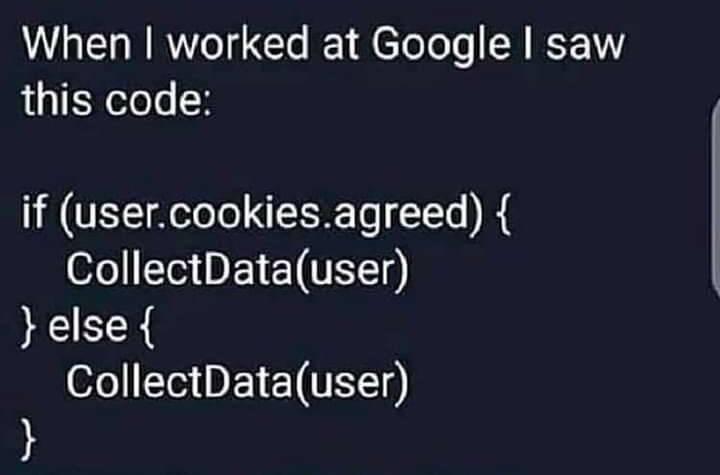 When I worked at Google I saw
this code:
if (user.cookies.agreed) {
CollectData(user)
} else {
CollectData(user)
}